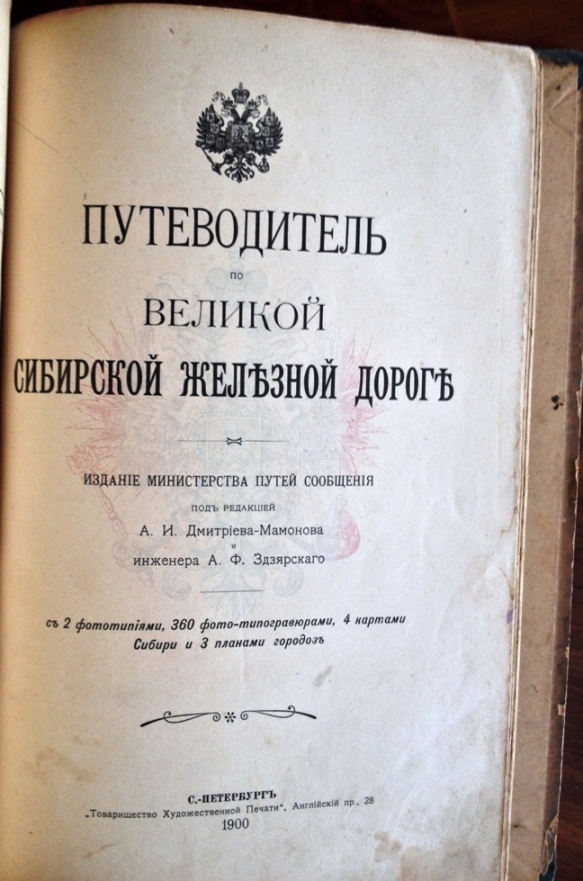 ПУТЕВОДИТЕЛЬ
ПО
ВЕЛИКОЙ
СИБИРСКОЙ ЖЕЛѢЗНОЙ ДОРОГѢ
ИЗДАНІЕ МИНИСТЕРСТВА ПУТЕЙ СООБЩЕНІЯ
ПОДЪ РЕДАКЦІЕЙ
А. И. Дмитріева-Мамонова
и
инженера А. Ф. Здзярскаго
съ 2 фототипіями, 360 фото-типогравюрами, 4 картами
Сибири и 3 планами городовъ
С.-ПЕТЕРБУРГЪ
„Товарищество Художественной Печати“, Англійскій пр., 28
1900